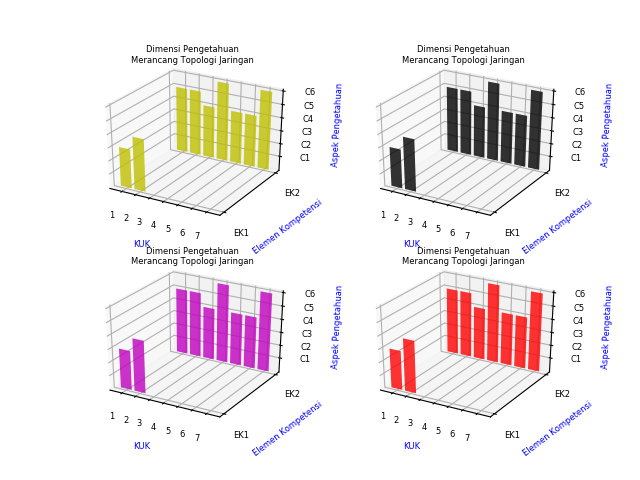 Dimensi Pengetahuan
Merancang Topologi Jaringan
C6
C5
C4
C3
C2
C1
Aspek Pengetahuan
EK2
EK1
Elemen Kompetensi
1 2 3 4 5 6 7
KUK
Dimensi Pengetahuan
Merancang Topologi Jaringan
C6
C5
C4
C3
C2
C1
Aspek Pengetahuan
EK2
EK1
Elemen Kompetensi
1 2 3 4 5 6 7
KUK
Dimensi Pengetahuan
Merancang Topologi Jaringan
C6
C5
C4
C3
C2
C1
Aspek Pengetahuan
EK2
EK1
Elemen Kompetensi
1 2 3 4 5 6 7
KUK
Dimensi Pengetahuan
Merancang Topologi Jaringan
C6
C5
C4
C3
C2
C1
Aspek Pengetahuan
EK2
EK1
Elemen Kompetensi
1 2 3 4 5 6 7
KUK